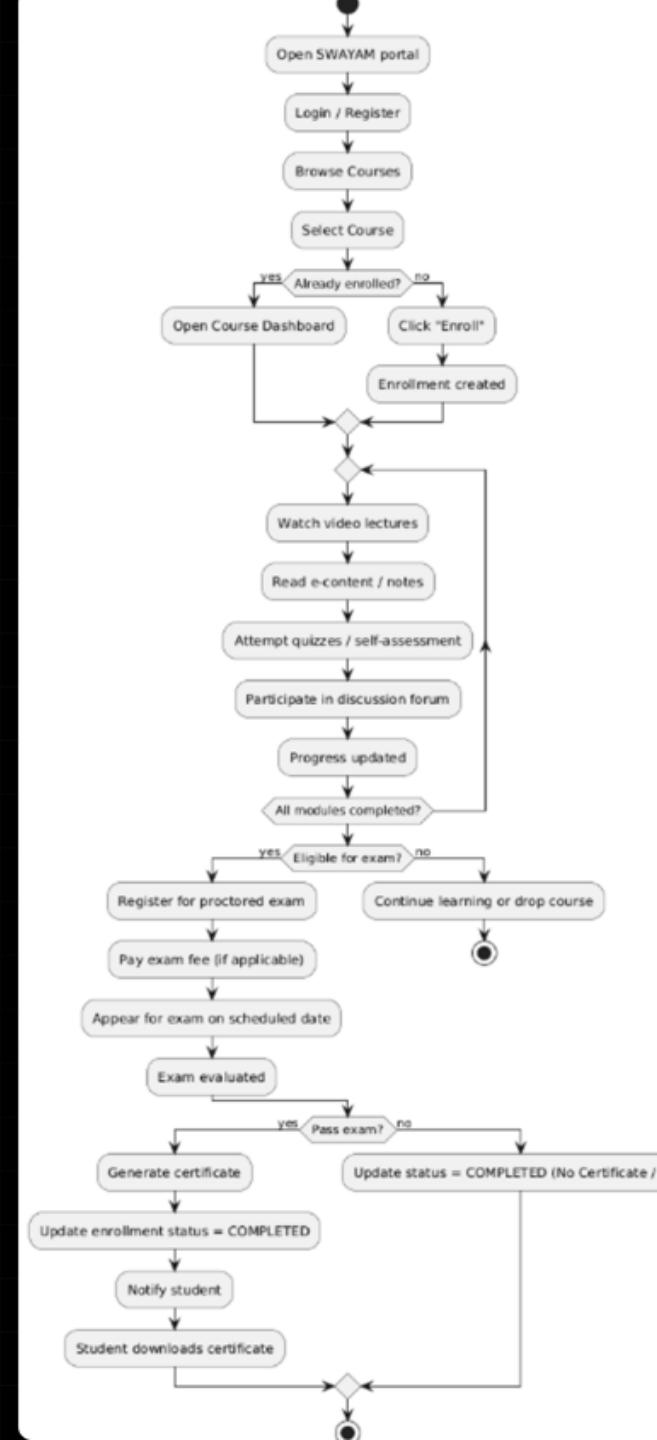 Open SWAYAM portal
Login / Register
Browse Courses
Select Course
yes
Already enrolled?
no
Open Course Dashboard
Click "Enroll"
Enrollment created
Watch video lectures
Read e-content / notes
Attempt quizzes / self-assessment
Participate in discussion forum
Progress updated
All modules completed?
yes
Eligible for exam?
no
Register for proctored exam
Continue learning or drop course
Pay exam fee (if applicable)
Appear for exam on scheduled date
Exam evaluated
yes
Pass exam?
no
Generate certificate
Update status = COMPLETED (No Certificate /
Update enrollment status = COMPLETED
Notify student
Student downloads certificate